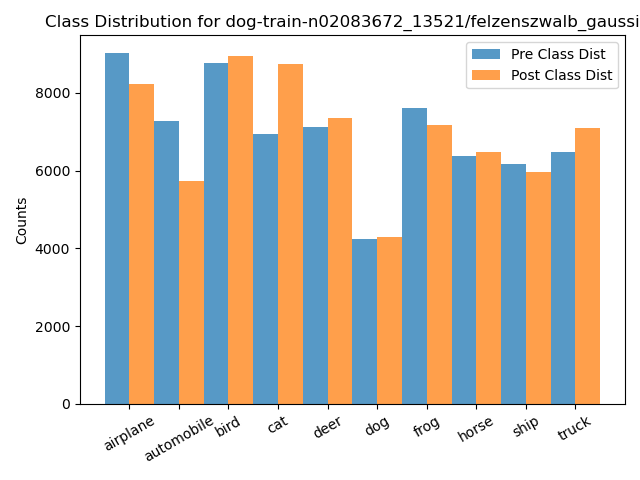 Class Distribution for dog-train-n02083672_13521/felzenszwalb_gaussi
Pre Class Dist
Post Class Dist
Counts
8000
6000
4000
2000
0
airplane
automobile
bird
cat
deer
dog
frog
horse
ship
truck